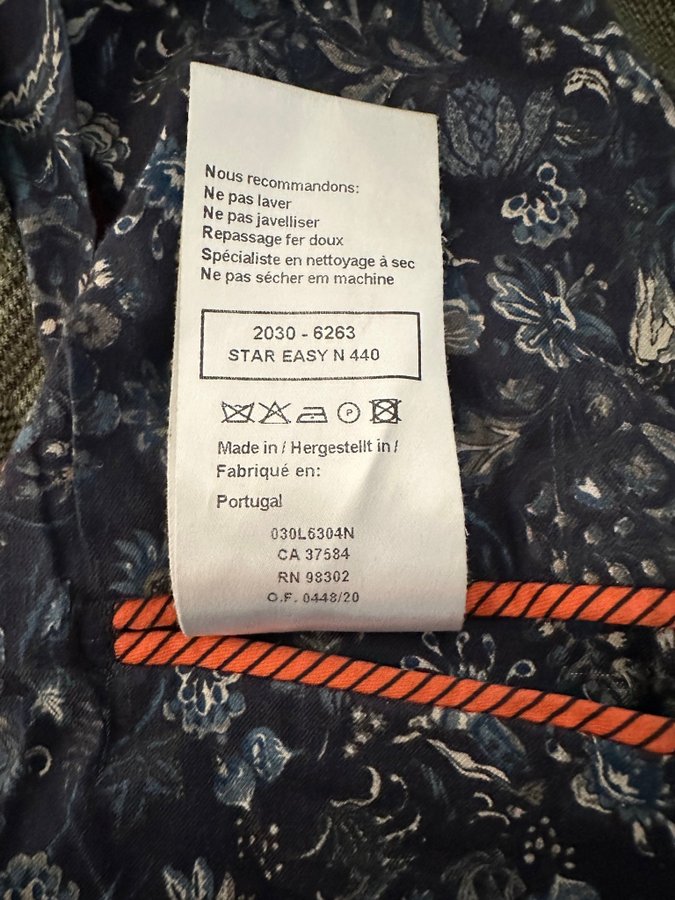 Nous recommandons:
Ne pas laver
Ne pas javelliser
Repassage fer doux
Spécialiste en nettoyage à sec
Ne pas sécher em machine
2030 - 6263
STAR EASY N 440
P
Made in / Hergestellt in /
Fabriqué en:
Portugal
030L6304N
CA 37584
RN 98302
O.F. 0448/20